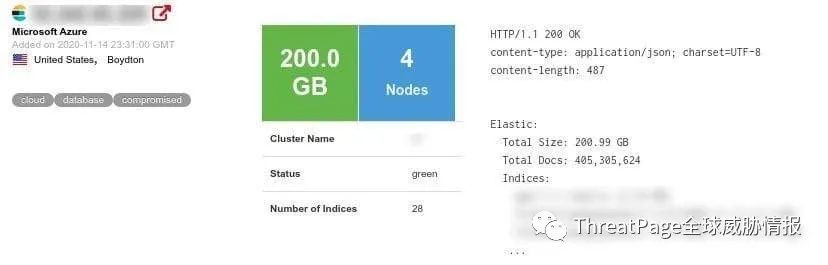 Microsoft Azure
Added on 2020-11-14 23:31:00 GMT
United States, Boydton
cloud database compromised
200.0 GB
4 Nodes
Cluster Name
Status green
Number of Indices 28
HTTP/1.1 200 OK
content-type: application/json; charset=UTF-8
content-length: 487
Elastic:
Total Size: 200.99 GB
Total Docs: 405,305,624
Indices:
ThreatPage全球威胁情报
...